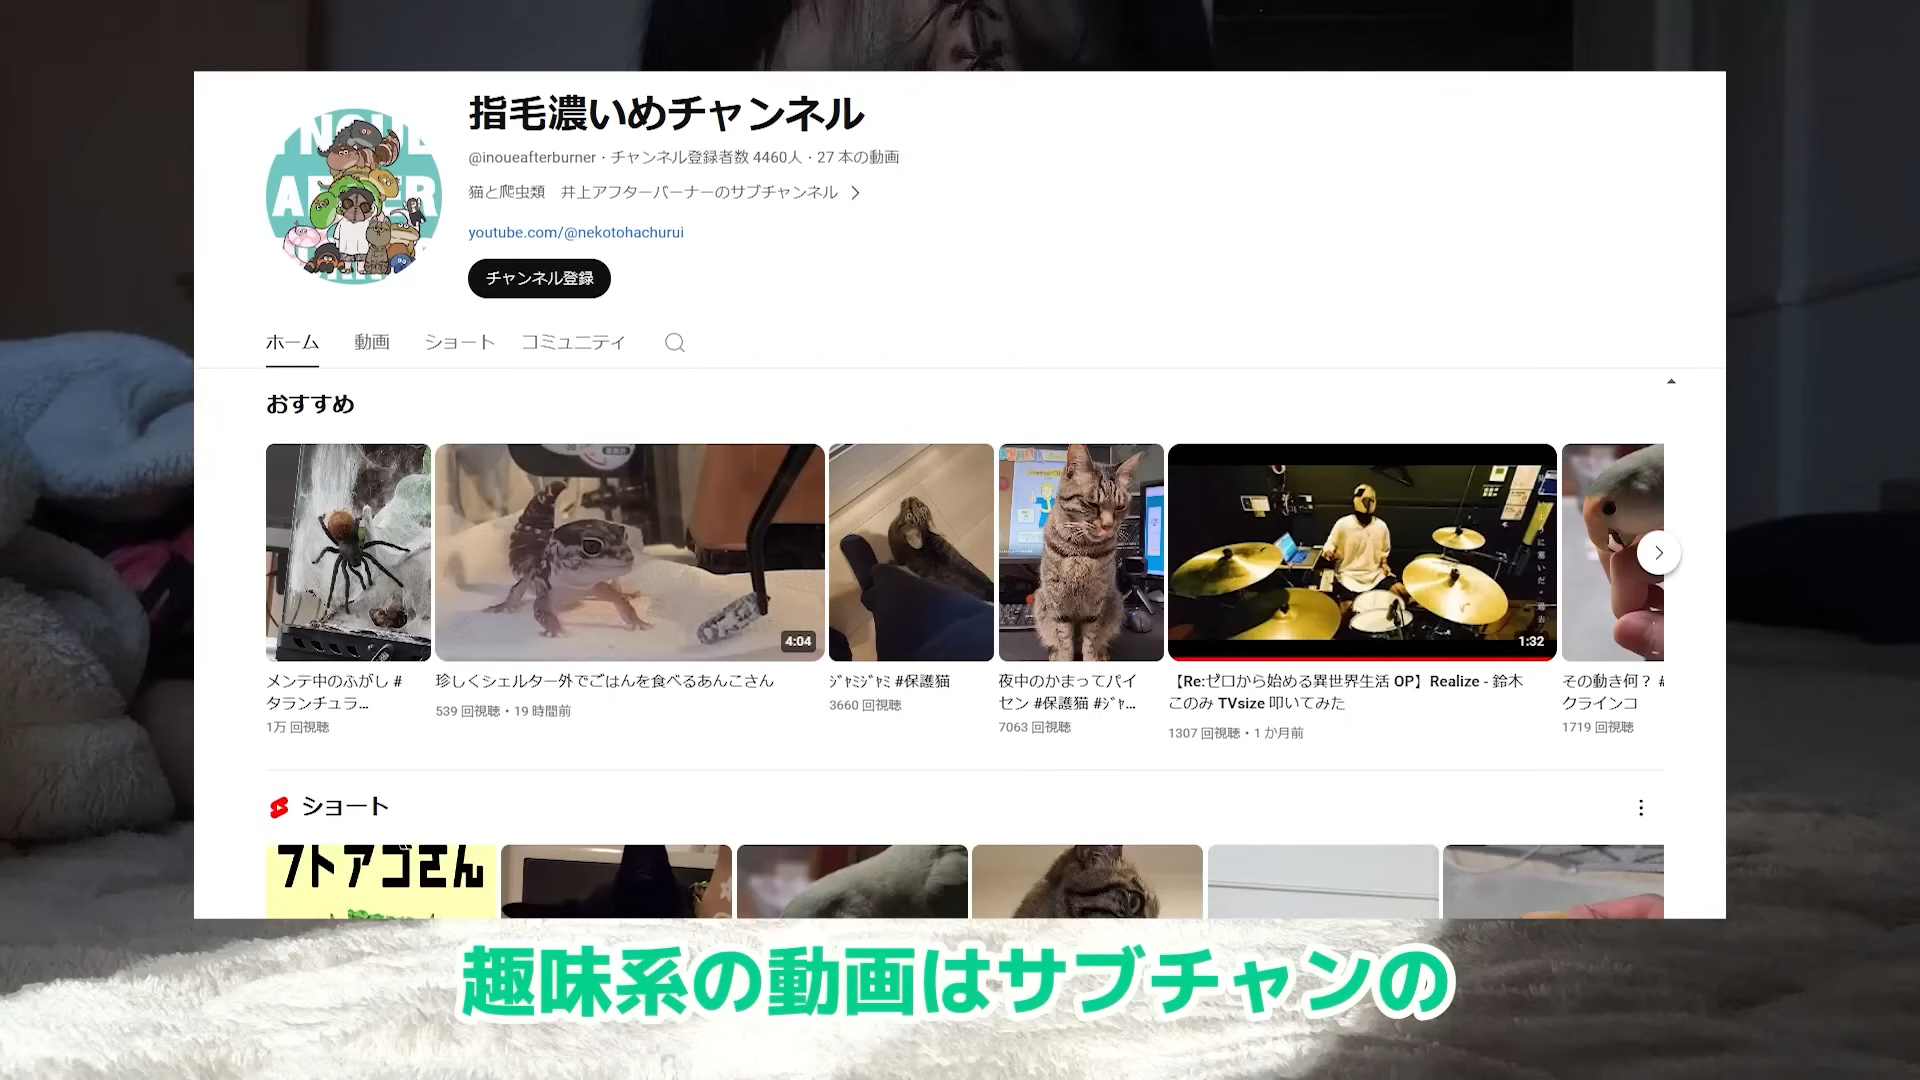 指毛濃いめチャンネル
@inoueafterburner・チャンネル登録者数 4460人・27 本の動画
猫と爬虫類　井上アフターバーナーのサブチャンネル
youtube.com/@nekotohachurui
チャンネル登録
ホーム 動画 ショート コミュニティ
おすすめ
4:04
1:32
メンテ中のふがし #
タランチュラ...
1万 回視聴
珍しくシェルター外でごはんを食べるあんこさん
539 回視聴・19 時間前
ｼﾞｬﾐｼﾞｬﾐ #保護猫
3660 回視聴
夜中のかまってパイ
セン #保護猫 #ｼﾞｬ...
7063 回視聴
【Re:ゼロから始める異世界生活 OP】Realize - 鈴木
このみ TVsize 叩いてみた
1307 回視聴・1 か月前
その動き何？ #
クラインコ
1719 回視聴
ショート
フトアゴさん
趣味系の動画はサブチャンの